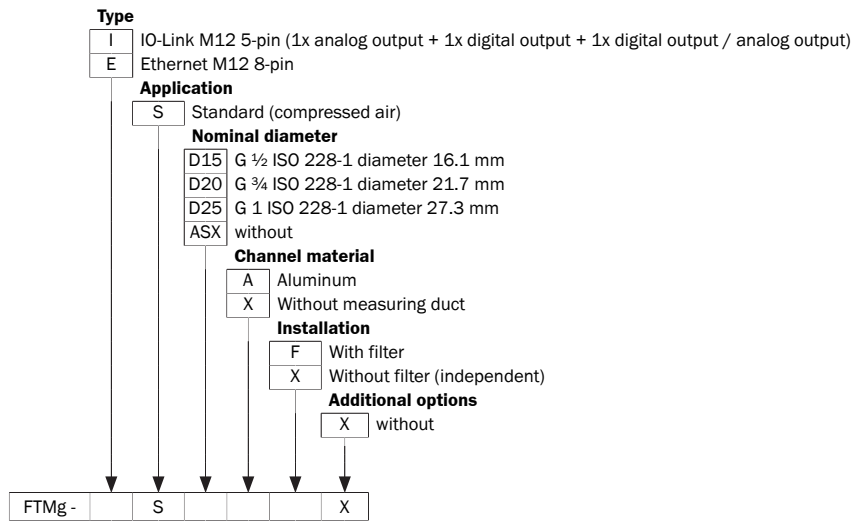 Type
I IO-Link M12 5-pin (1x analog output + 1x digital output + 1x digital output / analog output)
E Ethernet M12 8-pin
Application
S Standard (compressed air)
Nominal diameter
D15 G ½ ISO 228-1 diameter 16.1 mm
D20 G ¾ ISO 228-1 diameter 21.7 mm
D25 G 1 ISO 228-1 diameter 27.3 mm
ASX without
Channel material
A Aluminum
X Without measuring duct
Installation
F With filter
X Without filter (independent)
Additional options
X without
FTMg - S X